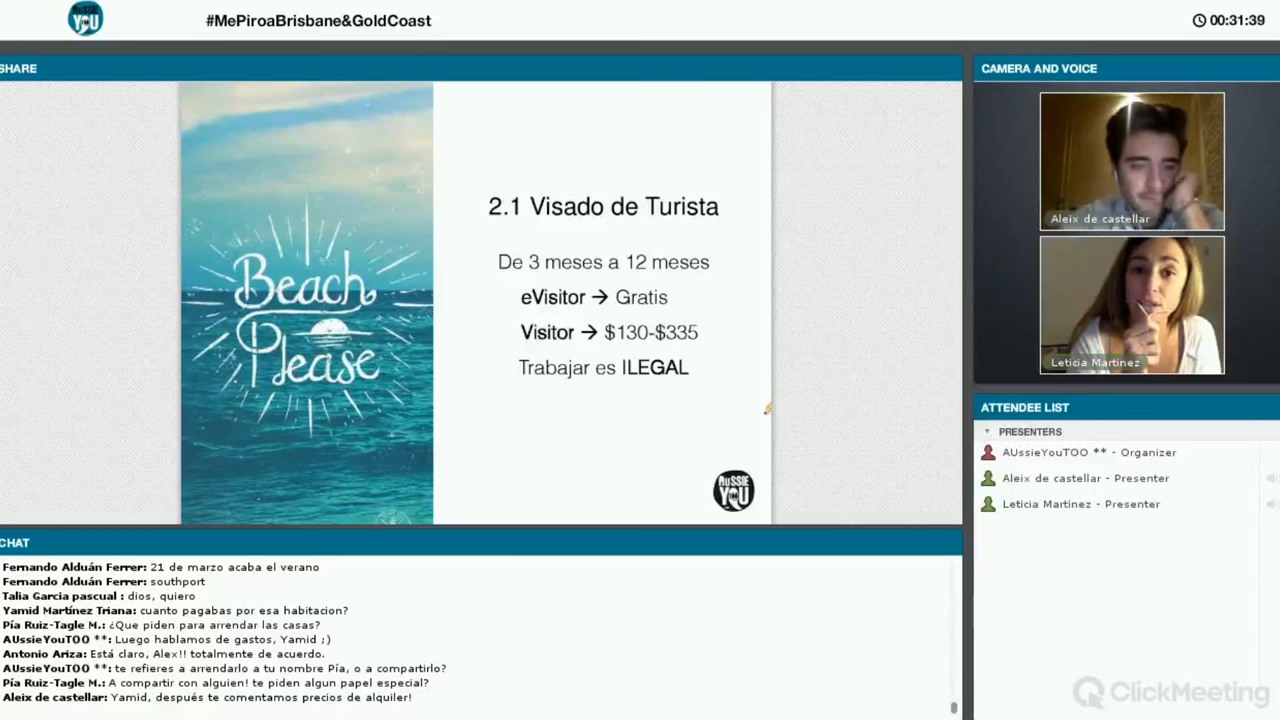 AUSSIE
YOU
TOO
#MePiroaBrisbane&GoldCoast
00:31:39
SHARE
Beach
Please
2.1 Visado de Turista
De 3 meses a 12 meses
eVisitor → Gratis
Visitor → $130-$335
Trabajar es ILEGAL
AUSSIE
YOU
TOO
CAMERA AND VOICE
Aleix de castellar
Leticia Martinez
ATTENDEE LIST
PRESENTERS
AUssieYouTOO ** - Organizer
Aleix de castellar - Presenter
Leticia Martinez - Presenter
CHAT
Fernando Alduán Ferrer: 21 de marzo acaba el verano
Fernando Alduán Ferrer: southport
Talia Garcia pascual : dios, quiero
Yamid Martínez Triana: cuanto pagabas por esa habitacion?
Pía Ruiz-Tagle M.: ¿Que piden para arrendar las casas?
AUssieYouTOO **: Luego hablamos de gastos, Yamid ;)
Antonio Ariza: Está claro, Alex!! totalmente de acuerdo.
AUssieYouTOO **: te refieres a arrendarlo a tu nombre Pía, o a compartirlo?
Pía Ruiz-Tagle M.: A compartir con alguien! te piden algun papel especial?
Aleix de castellar: Yamid, después te comentamos precios de alquiler!
ClickMeeting